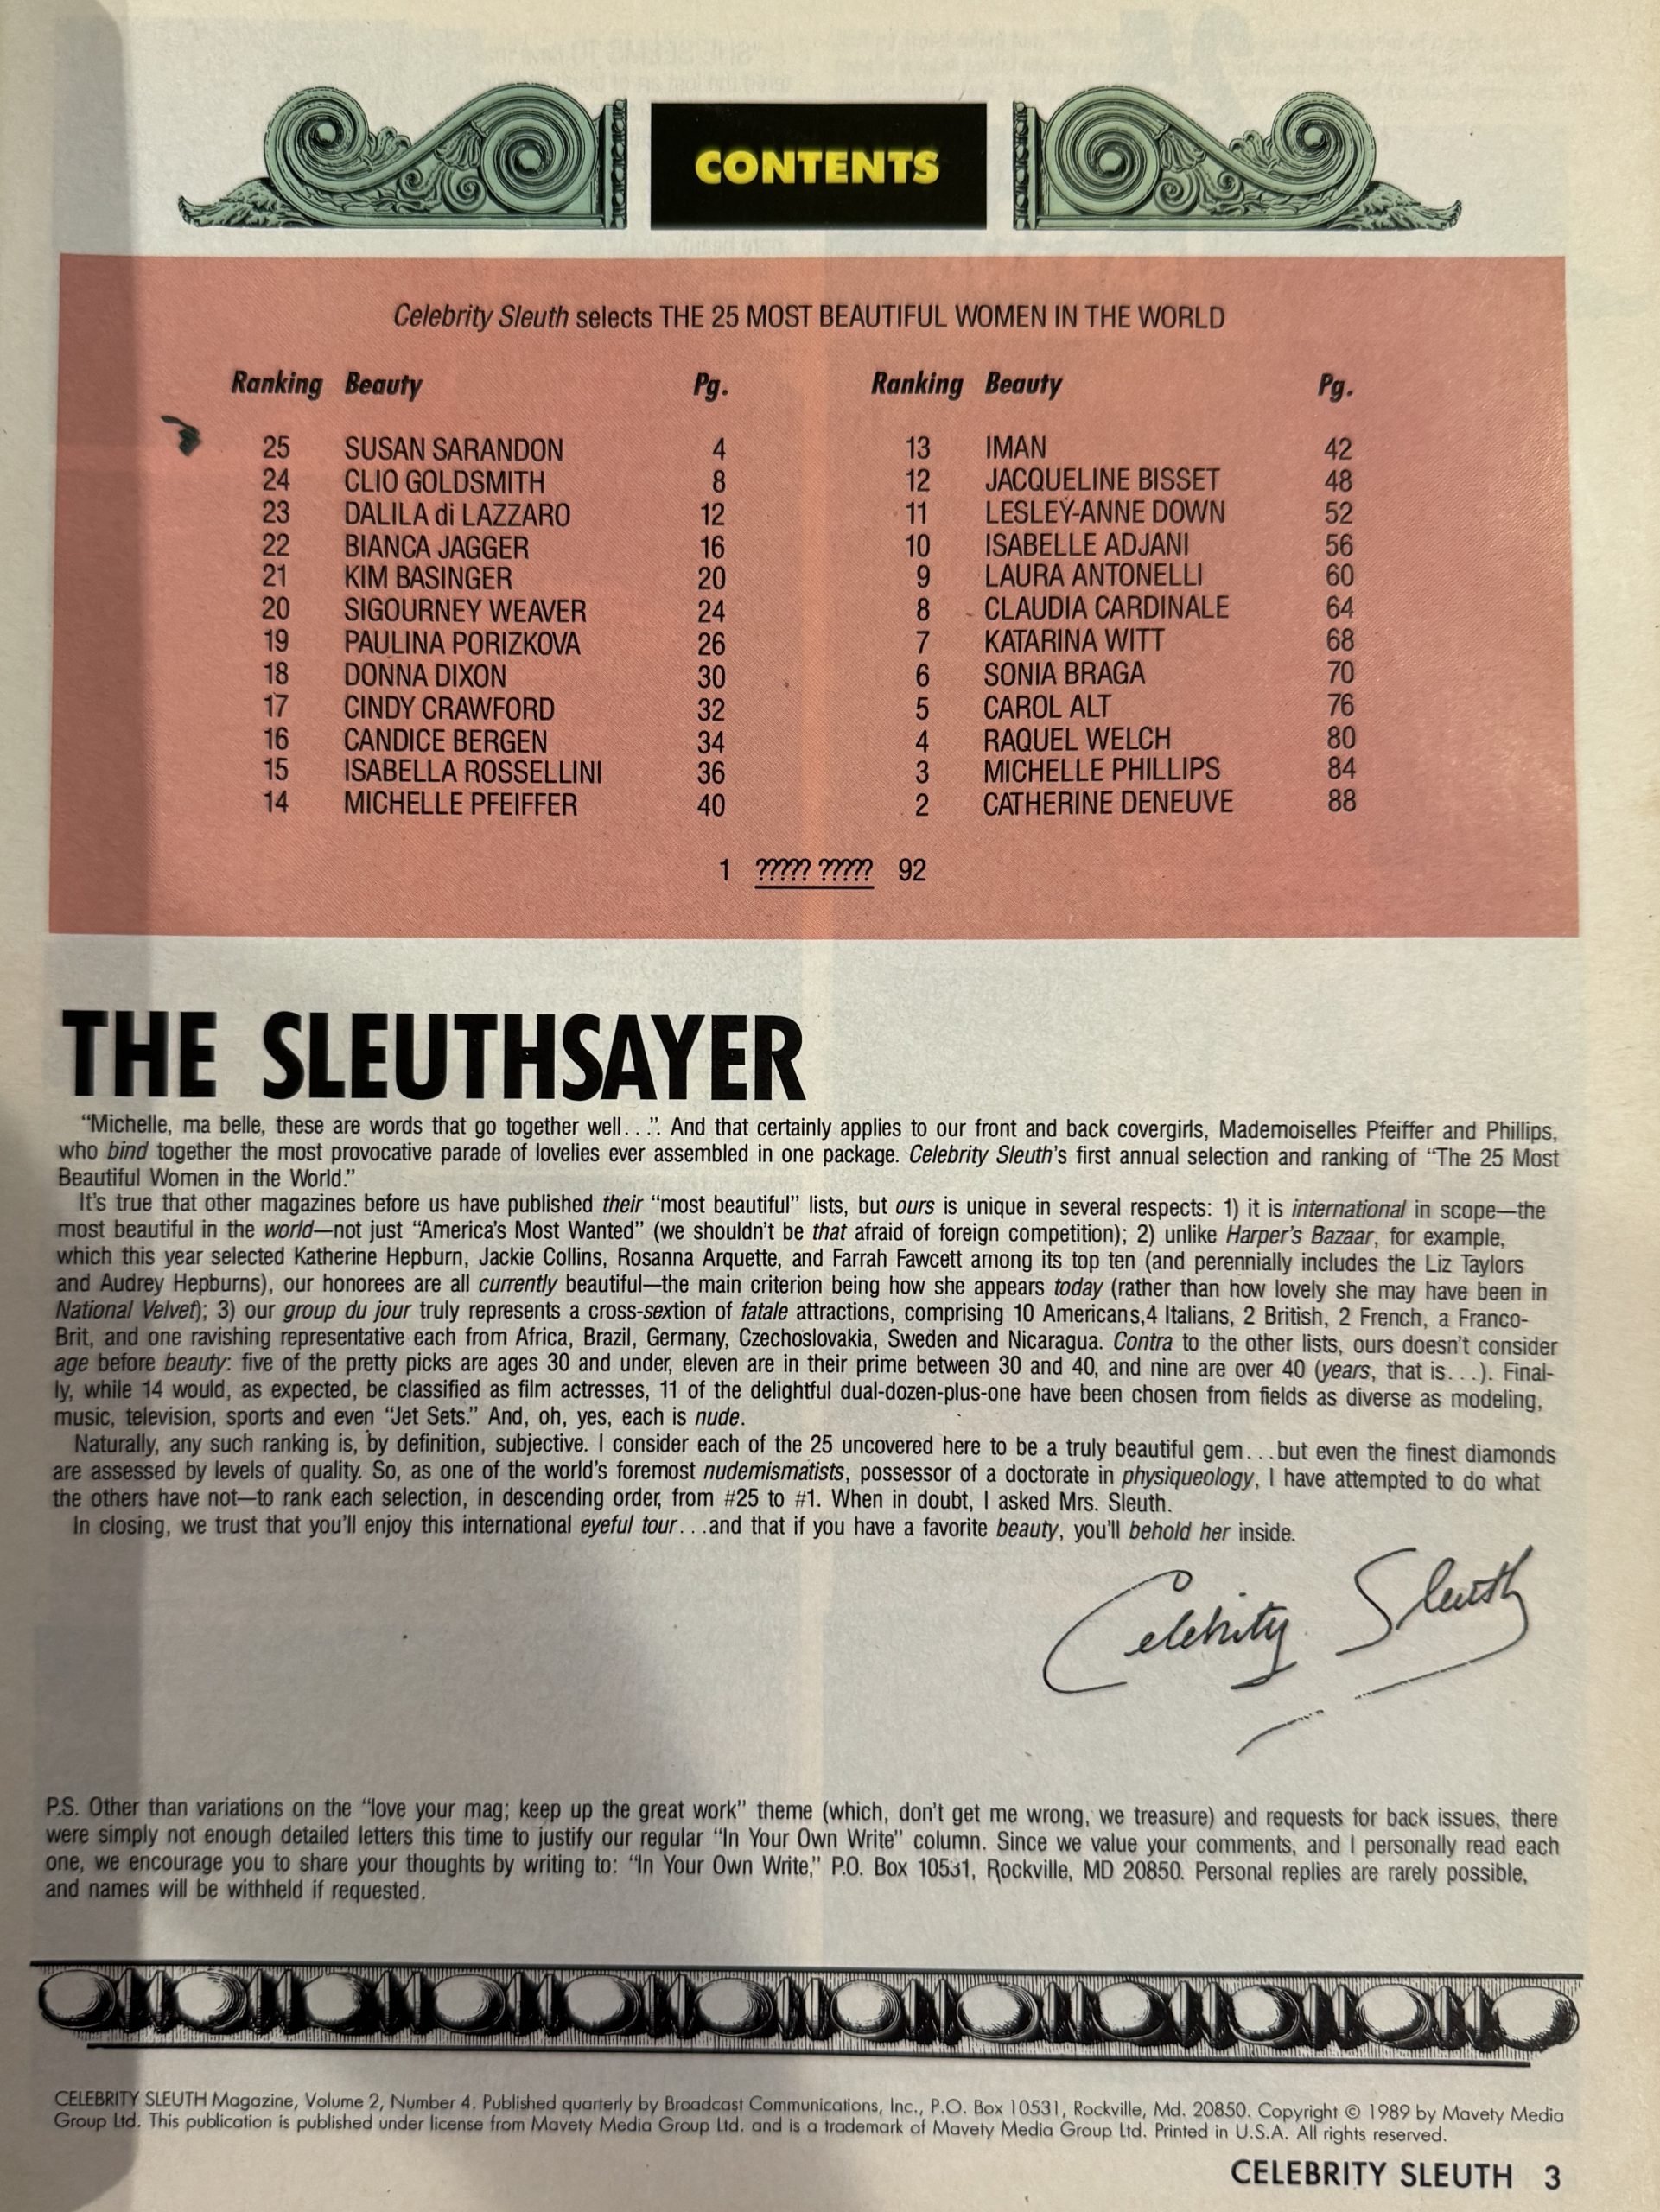 CONTENTS
Celebrity Sleuth selects THE 25 MOST BEAUTIFUL WOMEN IN THE WORLD
Ranking Beauty Pg. Ranking Beauty Pg.
25 SUSAN SARANDON 4 13 IMAN 42
24 CLIO GOLDSMITH 8 12 JACQUELINE BISSET 48
23 DALILA di LAZZARO 12 11 LESLEY-ANNE DOWN 52
22 BIANCA JAGGER 16 10 ISABELLE ADJANI 56
21 KIM BASINGER 20 9 LAURA ANTONELLI 60
20 SIGOURNEY WEAVER 24 8 CLAUDIA CARDINALE 64
19 PAULINA PORIZKOVA 26 7 KATARINA WITT 68
18 DONNA DIXON 30 6 SONIA BRAGA 70
17 CINDY CRAWFORD 32 5 CAROL ALT 76
16 CANDICE BERGEN 34 4 RAQUEL WELCH 80
15 ISABELLA ROSSELLINI 36 3 MICHELLE PHILLIPS 84
14 MICHELLE PFEIFFER 40 2 CATHERINE DENEUVE 88
1 ????? ????? 92
THE SLEUTHSAYER
“Michelle, ma belle, these are words that go together well. . .”. And that certainly applies to our front and back covergirls, Mademoiselles Pfeiffer and Phillips,
who bind together the most provocative parade of lovelies ever assembled in one package. Celebrity Sleuth's first annual selection and ranking of “The 25 Most
Beautiful Women in the World.”
It's true that other magazines before us have published their “most beautiful” lists, but ours is unique in several respects: 1) it is international in scope—the
most beautiful in the world—not just “America's Most Wanted” (we shouldn't be that afraid of foreign competition); 2) unlike Harper's Bazaar, for example,
which this year selected Katherine Hepburn, Jackie Collins, Rosanna Arquette, and Farrah Fawcett among its top ten (and perennially includes the Liz Taylors
and Audrey Hepburns), our honorees are all currently beautiful—the main criterion being how she appears today (rather than how lovely she may have been in
National Velvet); 3) our group du jour truly represents a cross-sextion of fatale attractions, comprising 10 Americans,4 Italians, 2 British, 2 French, a Franco-
Brit, and one ravishing representative each from Africa, Brazil, Germany, Czechoslovakia, Sweden and Nicaragua. Contra to the other lists, ours doesn't consider
age before beauty: five of the pretty picks are ages 30 and under, eleven are in their prime between 30 and 40, and nine are over 40 (years, that is. . .). Final-
ly, while 14 would, as expected, be classified as film actresses, 11 of the delightful dual-dozen-plus-one have been chosen from fields as diverse as modeling,
music, television, sports and even “Jet Sets.” And, oh, yes, each is nude.
Naturally, any such ranking is, by definition, subjective. I consider each of the 25 uncovered here to be a truly beautiful gem. . .but even the finest diamonds
are assessed by levels of quality. So, as one of the world's foremost nudemismatists, possessor of a doctorate in physiqueology, I have attempted to do what
the others have not—to rank each selection, in descending order, from #25 to #1. When in doubt, I asked Mrs. Sleuth.
In closing, we trust that you'll enjoy this international eyeful tour. . .and that if you have a favorite beauty, you'll behold her inside.
Celebrity Sleuth
P.S. Other than variations on the “love your mag; keep up the great work” theme (which, don't get me wrong, we treasure) and requests for back issues, there
were simply not enough detailed letters this time to justify our regular “In Your Own Write” column. Since we value your comments, and I personally read each
one, we encourage you to share your thoughts by writing to: “In Your Own Write,” P.O. Box 10531, Rockville, MD 20850. Personal replies are rarely possible,
and names will be withheld if requested.
CELEBRITY SLEUTH Magazine, Volume 2, Number 4. Published quarterly by Broadcast Communications, Inc., P.O. Box 10531, Rockville, Md. 20850. Copyright © 1989 by Mavety Media
Group Ltd. This publication is published under license from Mavety Media Group Ltd. and is a trademark of Mavety Media Group Ltd. Printed in U.S.A. All rights reserved.
CELEBRITY SLEUTH 3